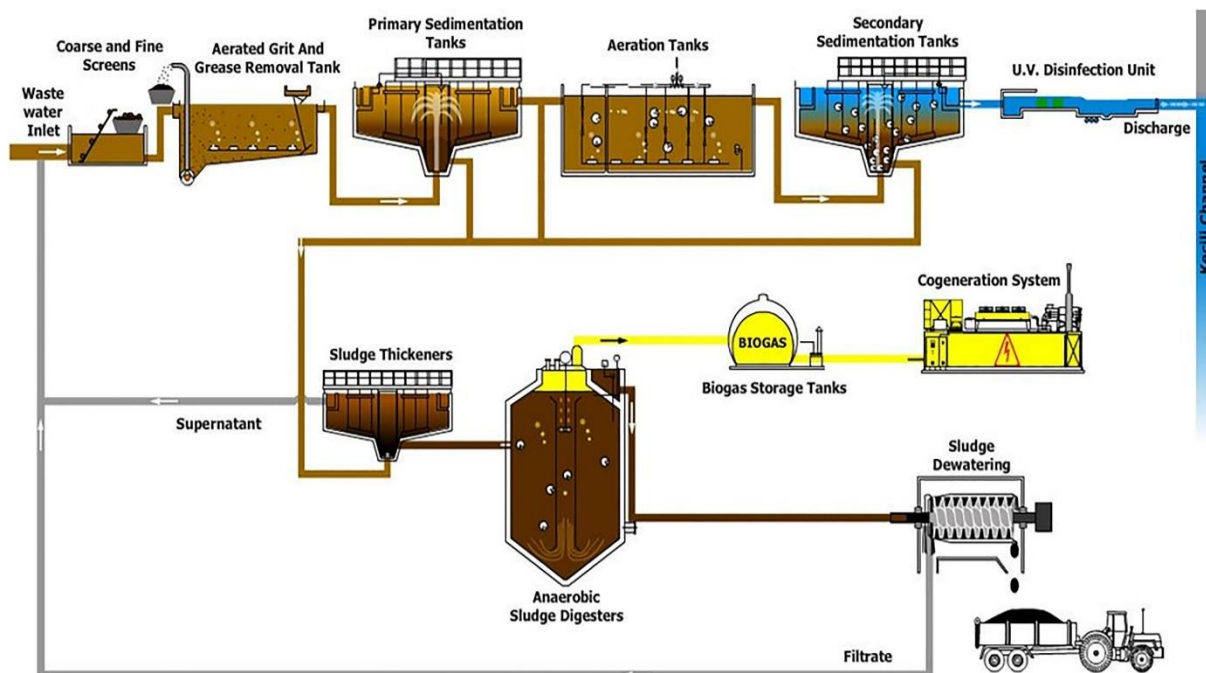 Coarse and Fine
Screens
Waste
water
Inlet
Aerated Grit And
Grease Removal Tank
Primary Sedimentation
Tanks
Aeration Tanks
Secondary
Sedimentation Tanks
U.V. Disinfection Unit
Discharge
Kecili Channel
Cogeneration System
BIOGAS
Biogas Storage Tanks
Sludge Thickeners
Supernatant
Sludge
Dewatering
Anaerobic
Sludge Digesters
Filtrate